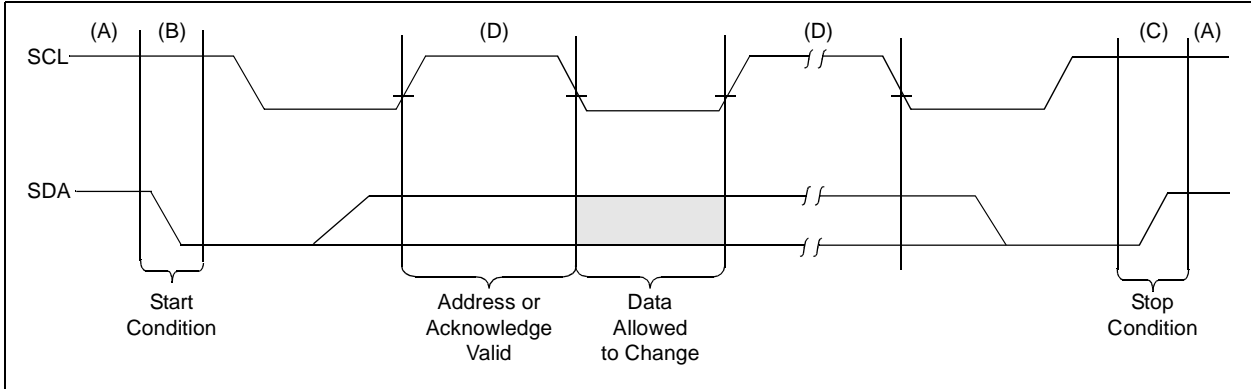 (A) (B) (D) (D) (C) (A)
SCL
SDA
Start
Condition
Address or
Acknowledge
Valid
Data
Allowed
to Change
Stop
Condition